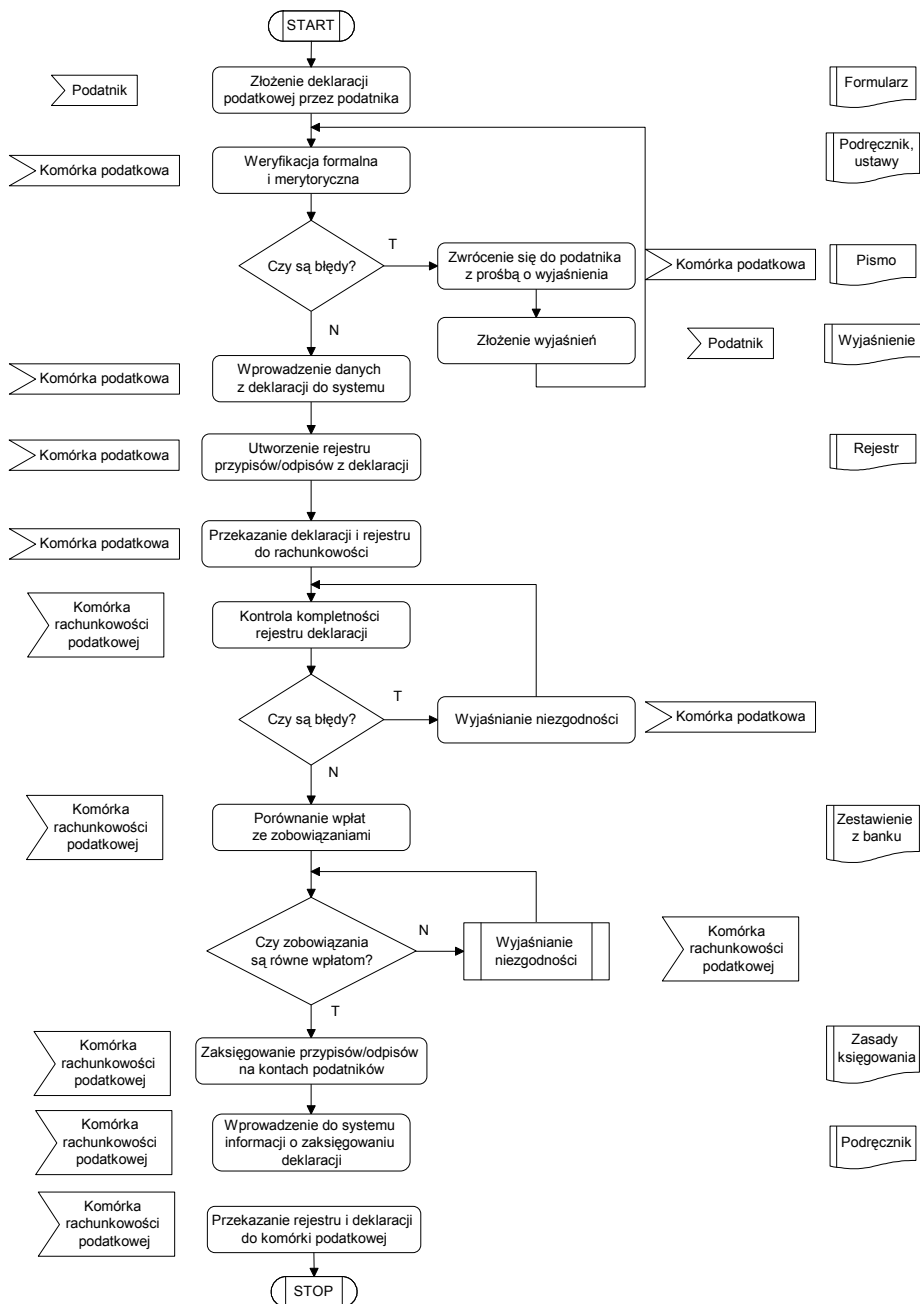 START
Podatnik
Złożenie deklaracji
podatkowej przez podatnika
Formularz
Komórka podatkowa
Weryfikacja formalna
i merytoryczna
Podręcznik,
ustawy
Czy są błędy?
T
Zwrócenie się do podatnika
z prośbą o wyjaśnienia
Komórka podatkowa
Pismo
N
Złożenie wyjaśnień
Podatnik
Wyjaśnienie
Komórka podatkowa
Wprowadzenie danych
z deklaracji do systemu
Komórka podatkowa
Utworzenie rejestru
przypisów/odpisów z deklaracji
Rejestr
Komórka podatkowa
Przekazanie deklaracji i rejestru
do rachunkowości
Komórka
rachunkowości
podatkowej
Kontrola kompletności
rejestru deklaracji
Czy są błędy?
T
Wyjaśnianie niezgodności
Komórka podatkowa
N
Komórka
rachunkowości
podatkowej
Porównanie wpłat
ze zobowiązaniami
Zestawienie
z banku
Czy zobowiązania
są równe wpłatom?
N
Wyjaśnianie
niezgodności
Komórka
rachunkowości
podatkowej
T
Komórka
rachunkowości
podatkowej
Zaksięgowanie przypisów/odpisów
na kontach podatników
Zasady
księgowania
Komórka
rachunkowości
podatkowej
Wprowadzenie do systemu
informacji o zaksięgowaniu
deklaracji
Podręcznik
Komórka
rachunkowości
podatkowej
Przekazanie rejestru i deklaracji
do komórki podatkowej
STOP